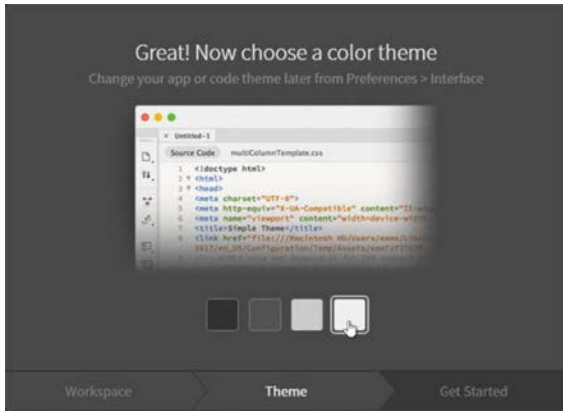 Great! Now choose a color theme
Change your app or code theme later from Preferences > Interface
× Untitled-1
Source Code multiColumnTemplate.css
1 <!doctype html>
2 <html>
3 <head>
4 <meta charset="UTF-8">
5 <meta http-equiv="X-UA-Compatible" content="IE
6 <meta name="viewport" content="width=device-width
7 <title>Simple Theme</title>
8 <link href="file:///Macintosh HD/Users/
Workspace
Theme
Get Started